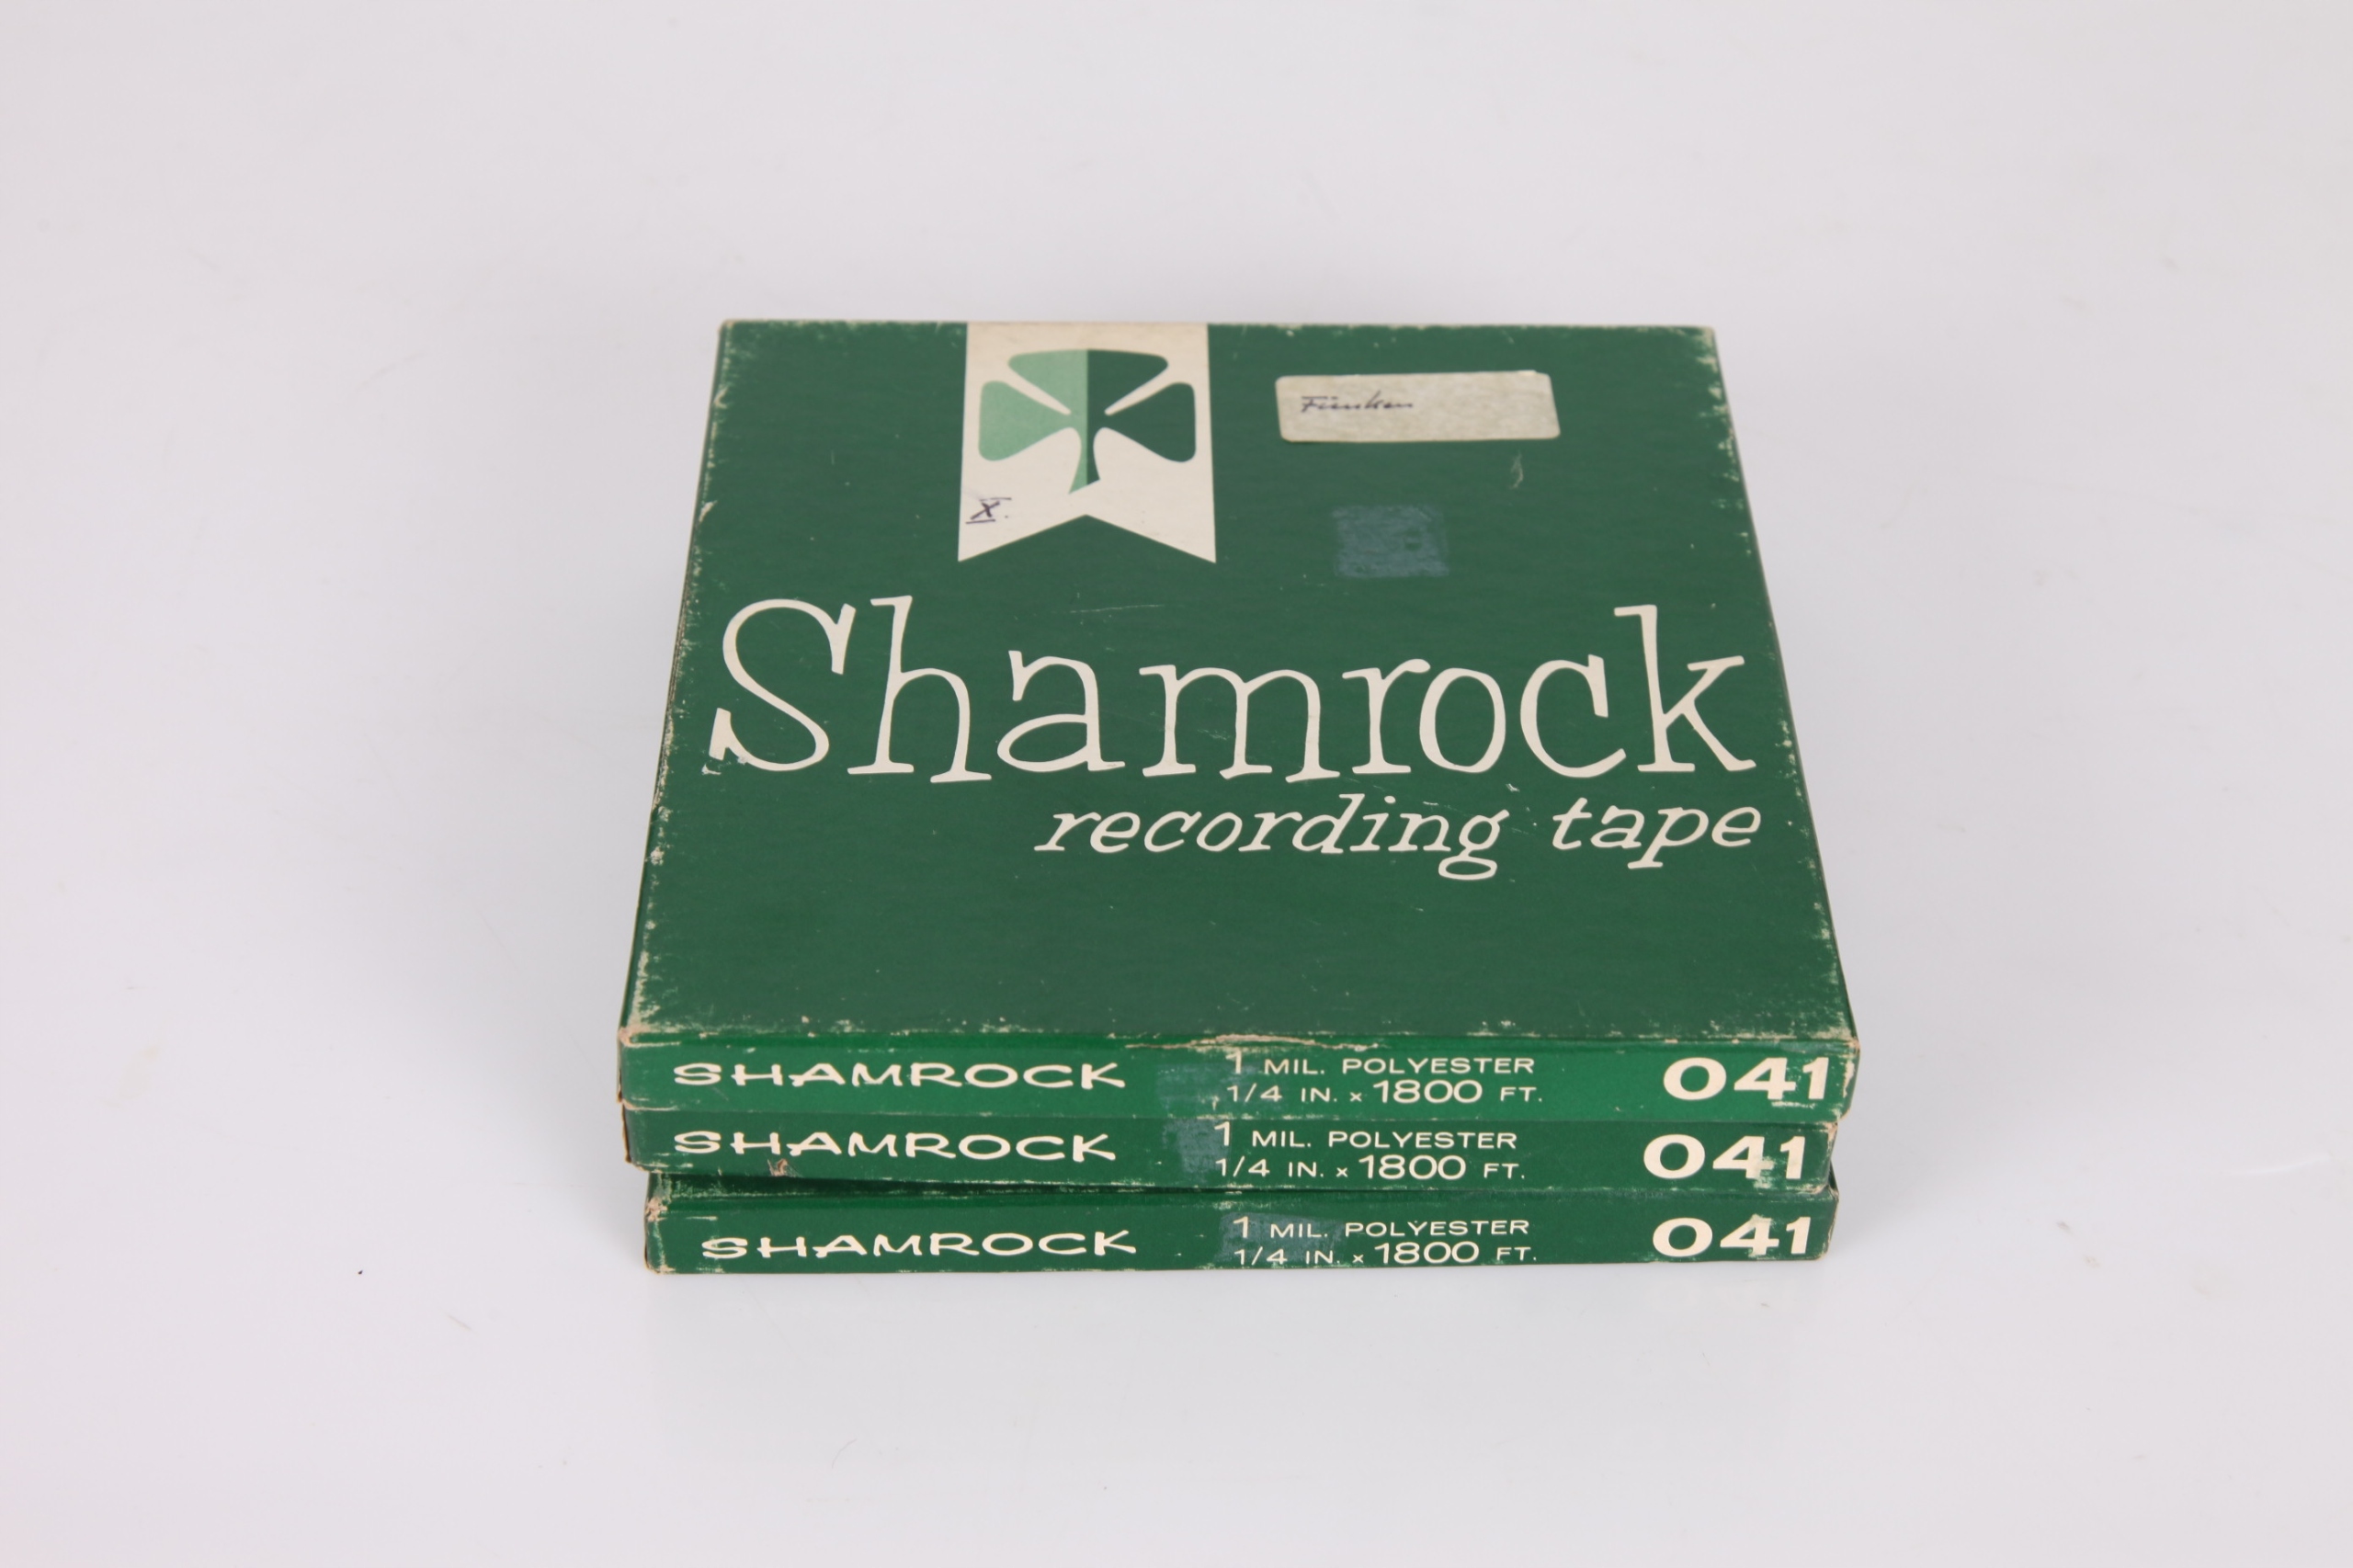 X.
Shamrock
recording tape
SHAMROCK 1 MIL. POLYESTER 041
1/4 IN. x 1800 FT.
SHAMROCK 1 MIL. POLYESTER 041
1/4 IN. x 1800 FT.
SHAMROCK 1 MIL. POLYESTER 041
1/4 IN. x 1800 FT.